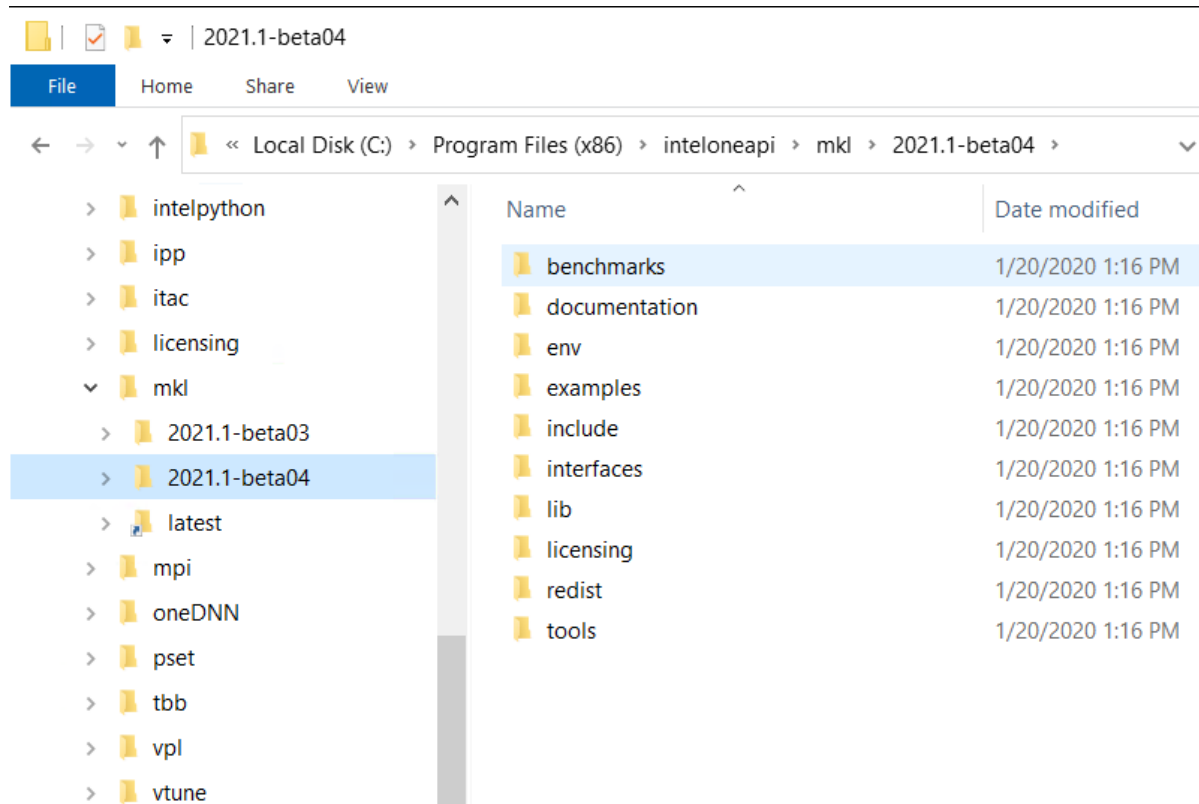 2021.1-beta04
File Home Share View
« Local Disk (C:) > Program Files (x86) > inteloneapi > mkl > 2021.1-beta04 >
intelpython
ipp
itac
licensing
mkl
2021.1-beta03
2021.1-beta04
latest
mpi
oneDNN
pset
tbb
vpl
vtune
Name Date modified
benchmarks 1/20/2020 1:16 PM
documentation 1/20/2020 1:16 PM
env 1/20/2020 1:16 PM
examples 1/20/2020 1:16 PM
include 1/20/2020 1:16 PM
interfaces 1/20/2020 1:16 PM
lib 1/20/2020 1:16 PM
licensing 1/20/2020 1:16 PM
redist 1/20/2020 1:16 PM
tools 1/20/2020 1:16 PM